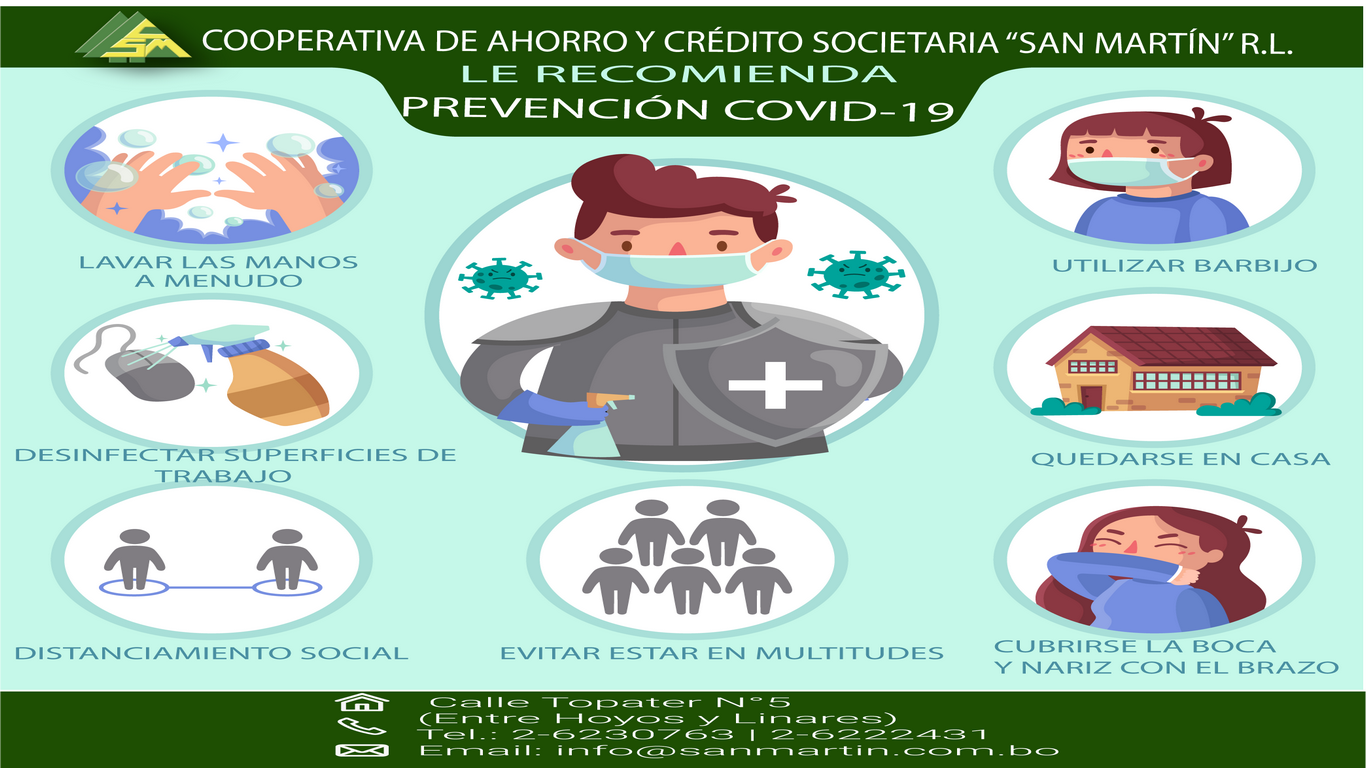 CSM
COOPERATIVA DE AHORRO Y CRÉDITO SOCIETARIA “SAN MARTÍN” R.L.
LE RECOMIENDA
PREVENCIÓN COVID-19
LAVAR LAS MANOS
A MENUDO
UTILIZAR BARBIJO
DESINFECTAR SUPERFICIES DE
TRABAJO
QUEDARSE EN CASA
DISTANCIAMIENTO SOCIAL
EVITAR ESTAR EN MULTITUDES
CUBRIRSE LA BOCA
Y NARIZ CON EL BRAZO
Calle Topater N°5
(Entre Hoyos y Linares)
Tel.: 2-6230763 | 2-6222431
Email: info@sanmartin.com.bo